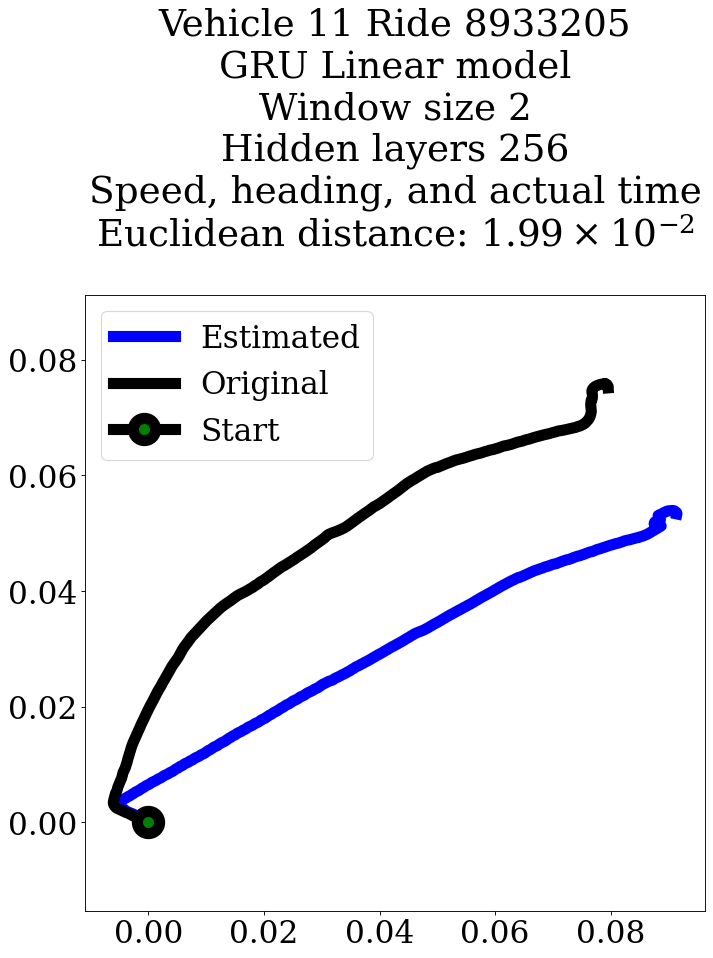 Vehicle 11 Ride 8933205
GRU Linear model
Window size 2
Hidden layers 256
Speed, heading, and actual time
Euclidean distance: 1.99 × 10⁻²
Estimated
Original
Start
0.08
0.06
0.04
0.02
0.00
0.00 0.02 0.04 0.06 0.08